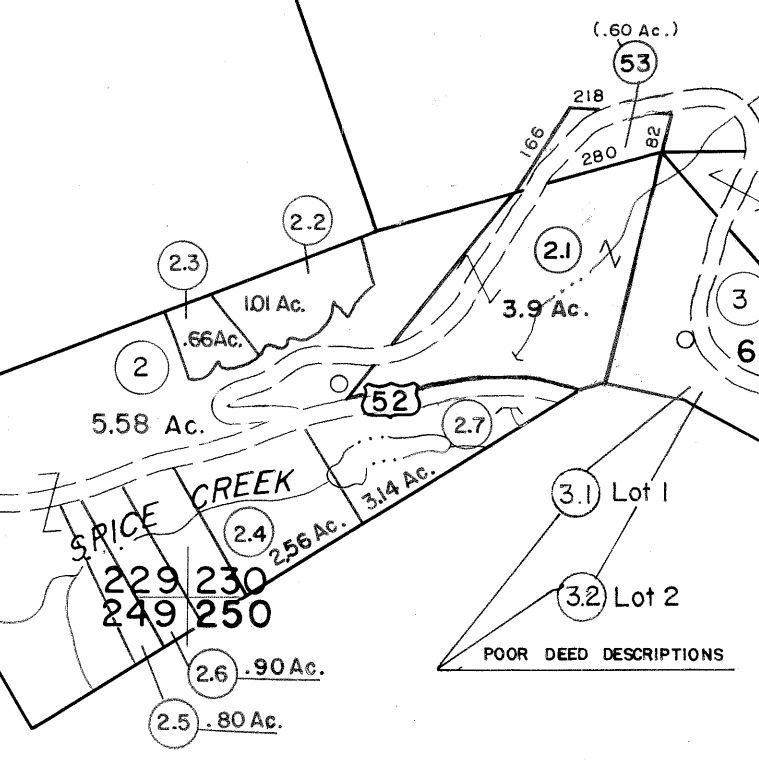 (.60 Ac.)
53
218
166
82
280
2.2
2.1
2.3
1.01 Ac.
3
3.9 Ac.
.66 Ac.
6
2
52
5.58 Ac.
2.7
3.14 Ac.
SPICE CREEK
3.1 Lot 1
2.4
2.56 Ac.
229 230
249 250
3.2 Lot 2
POOR DEED DESCRIPTIONS
2.6 .90 Ac.
2.5 .80 Ac.